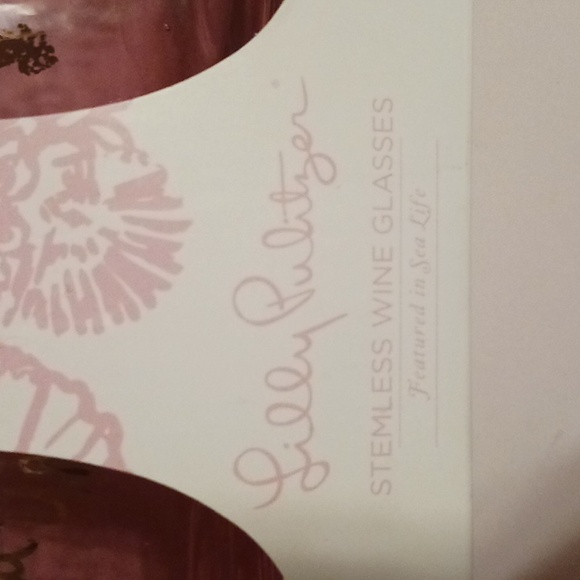 Lilly Pulitzer
STEMLESS WINE GLASSES
Featured in Sea Life